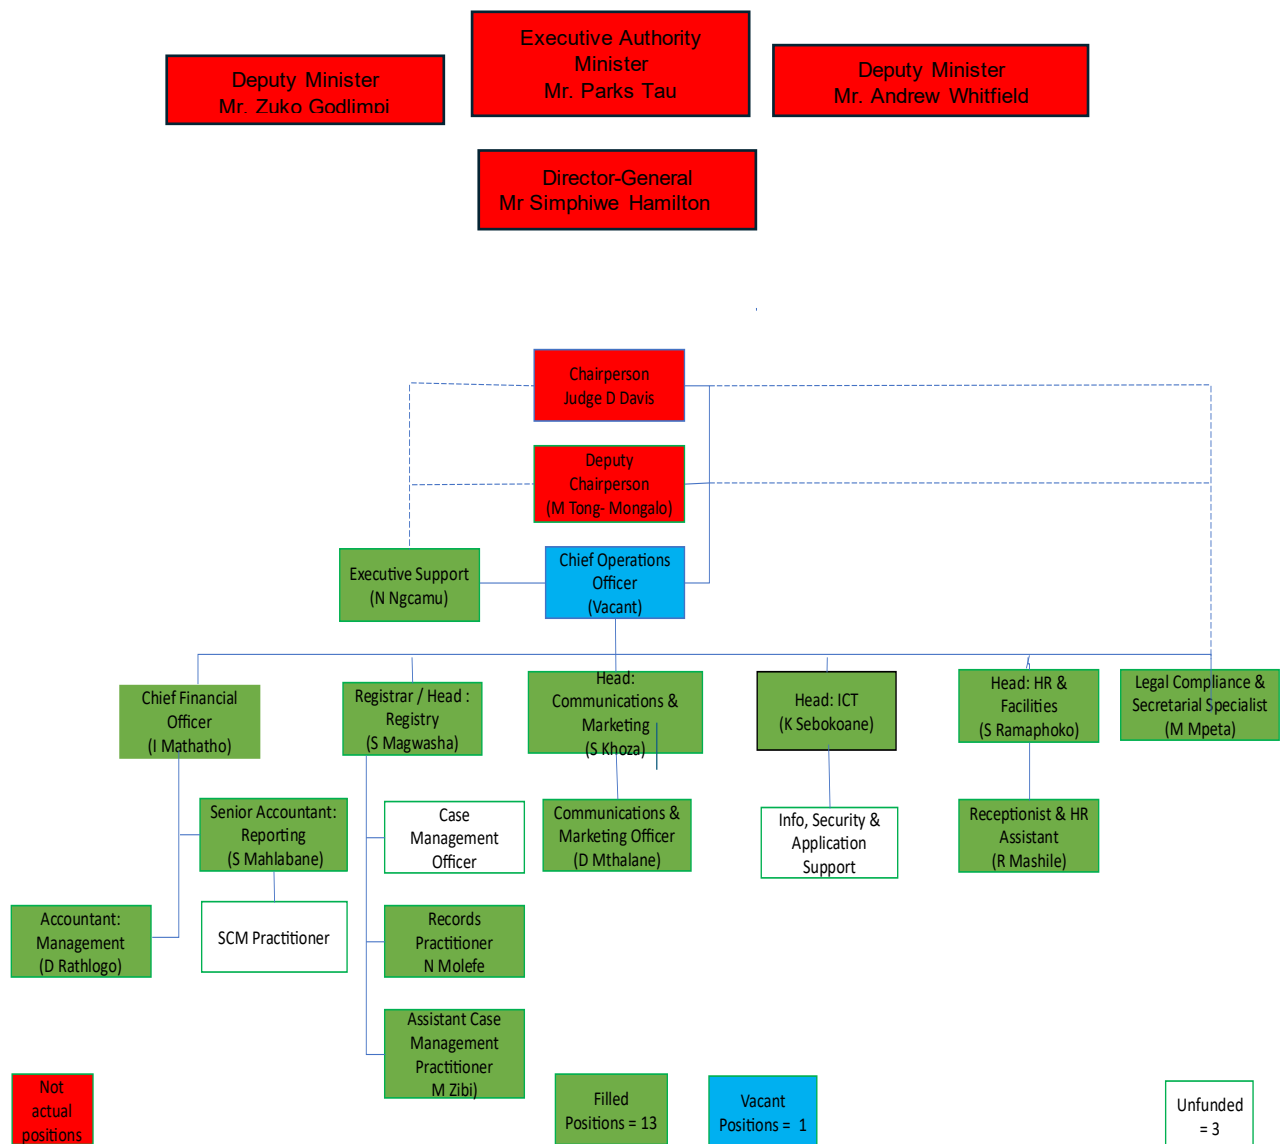 Executive Authority
Minister
Mr. Parks Tau
Deputy Minister
Mr. Zuko Godlimpi
Deputy Minister
Mr. Andrew Whitfield
Director-General
Mr Simphiwe Hamilton
Chairperson
Judge D Davis
Deputy
Chairperson
(M Tong- Mongalo)
Executive Support
(N Ngcamu)
Chief Operations
Officer
(Vacant)
Chief Financial
Officer
(I Mathatho)
Registrar / Head :
Registry
(S Magwasha)
Head:
Communications &
Marketing
(S Khoza)
Head: ICT
(K Sebokoane)
Head: HR &
Facilities
(S Ramaphoko)
Legal Compliance &
Secretarial Specialist
(M Mpeta)
Senior Accountant:
Reporting
(S Mahlabane)
Case
Management
Officer
Communications &
Marketing Officer
(D Mthalane)
Info, Security &
Application
Support
Receptionist & HR
Assistant
(R Mashile)
Accountant:
Management
(D Rathlogo)
SCM Practitioner
Records
Practitioner
N Molefe
Assistant Case
Management
Practitioner
M Zibi)
Not
actual
positions
Filled
Positions = 13
Vacant
Positions = 1
Unfunded
= 3